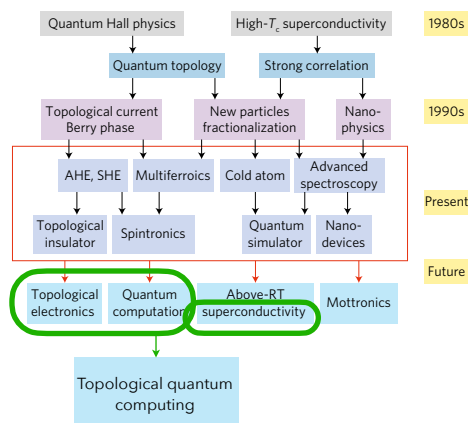 Quantum Hall physics
High-Tc superconductivity
1980s
Quantum topology
Strong correlation
Topological current
Berry phase
New particles
fractionalization
Nano-
physics
1990s
AHE, SHE
Multiferroics
Cold atom
Advanced
spectroscopy
Present
Topological
insulator
Spintronics
Quantum
simulator
Nano-
devices
Future
Topological
electronics
Quantum
computation
Above-RT
superconductivity
Mottronics
Topological quantum
computing